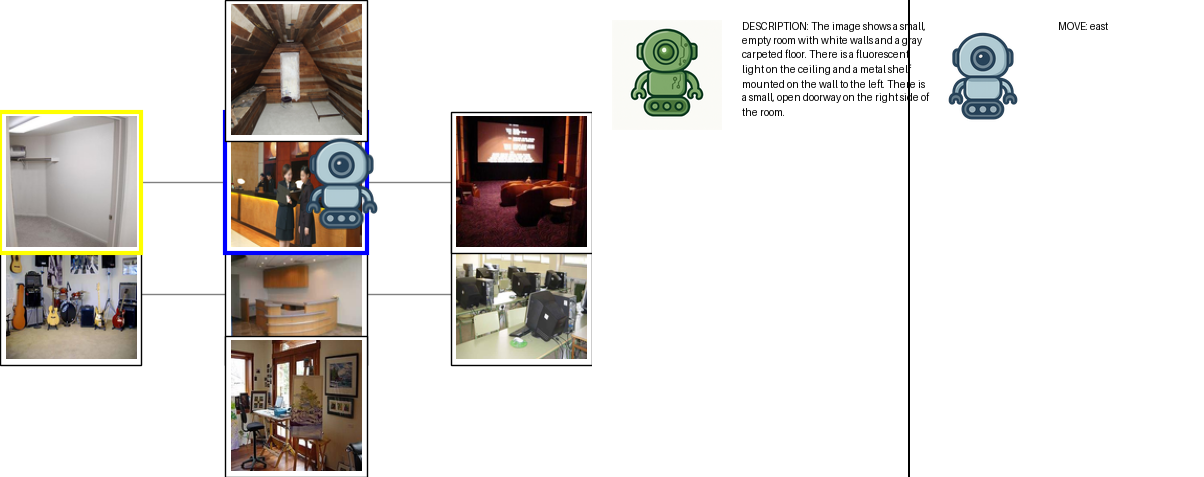 DESCRIPTION: The image shows a small,
empty room with white walls and a gray
carpeted floor. There is a fluorescent
light on the ceiling and a metal shelf
mounted on the wall to the left. There is
a small, open doorway on the right side of
the room.
MOVE: east